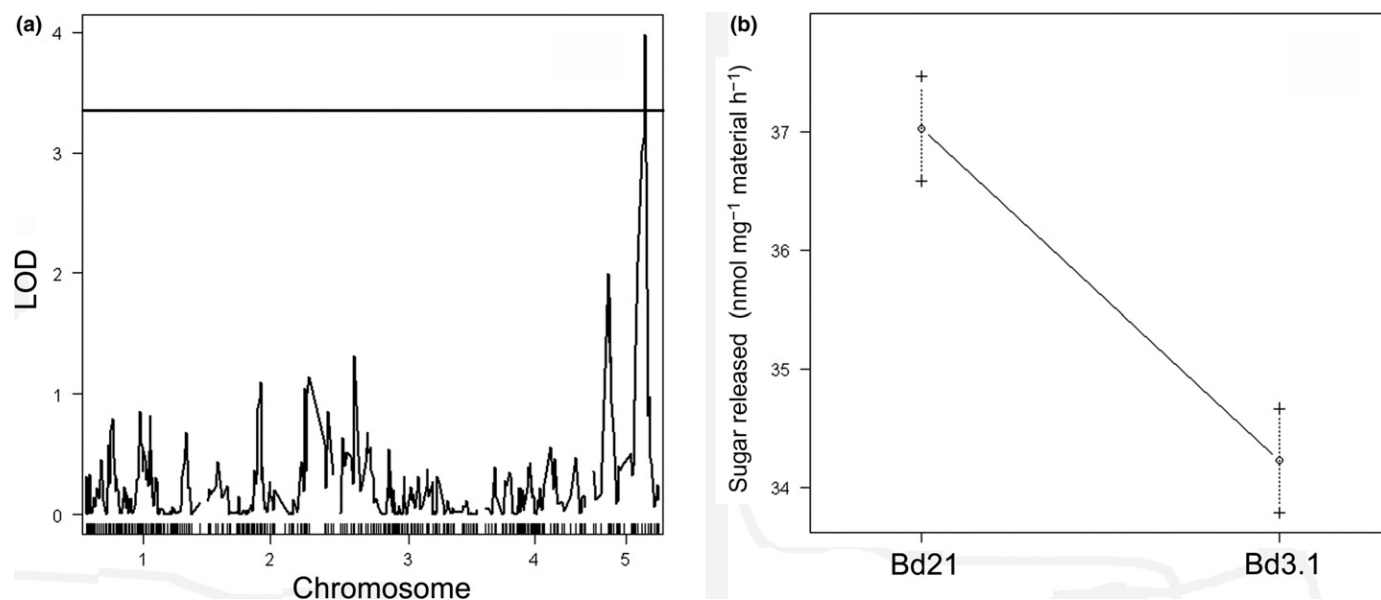 (a)
4
3
2
1
0
LOD
1 2 3 4 5
Chromosome
(b)
37
36
35
34
Sugar released (nmol mg⁻¹ material h⁻¹)
Bd21 Bd3.1